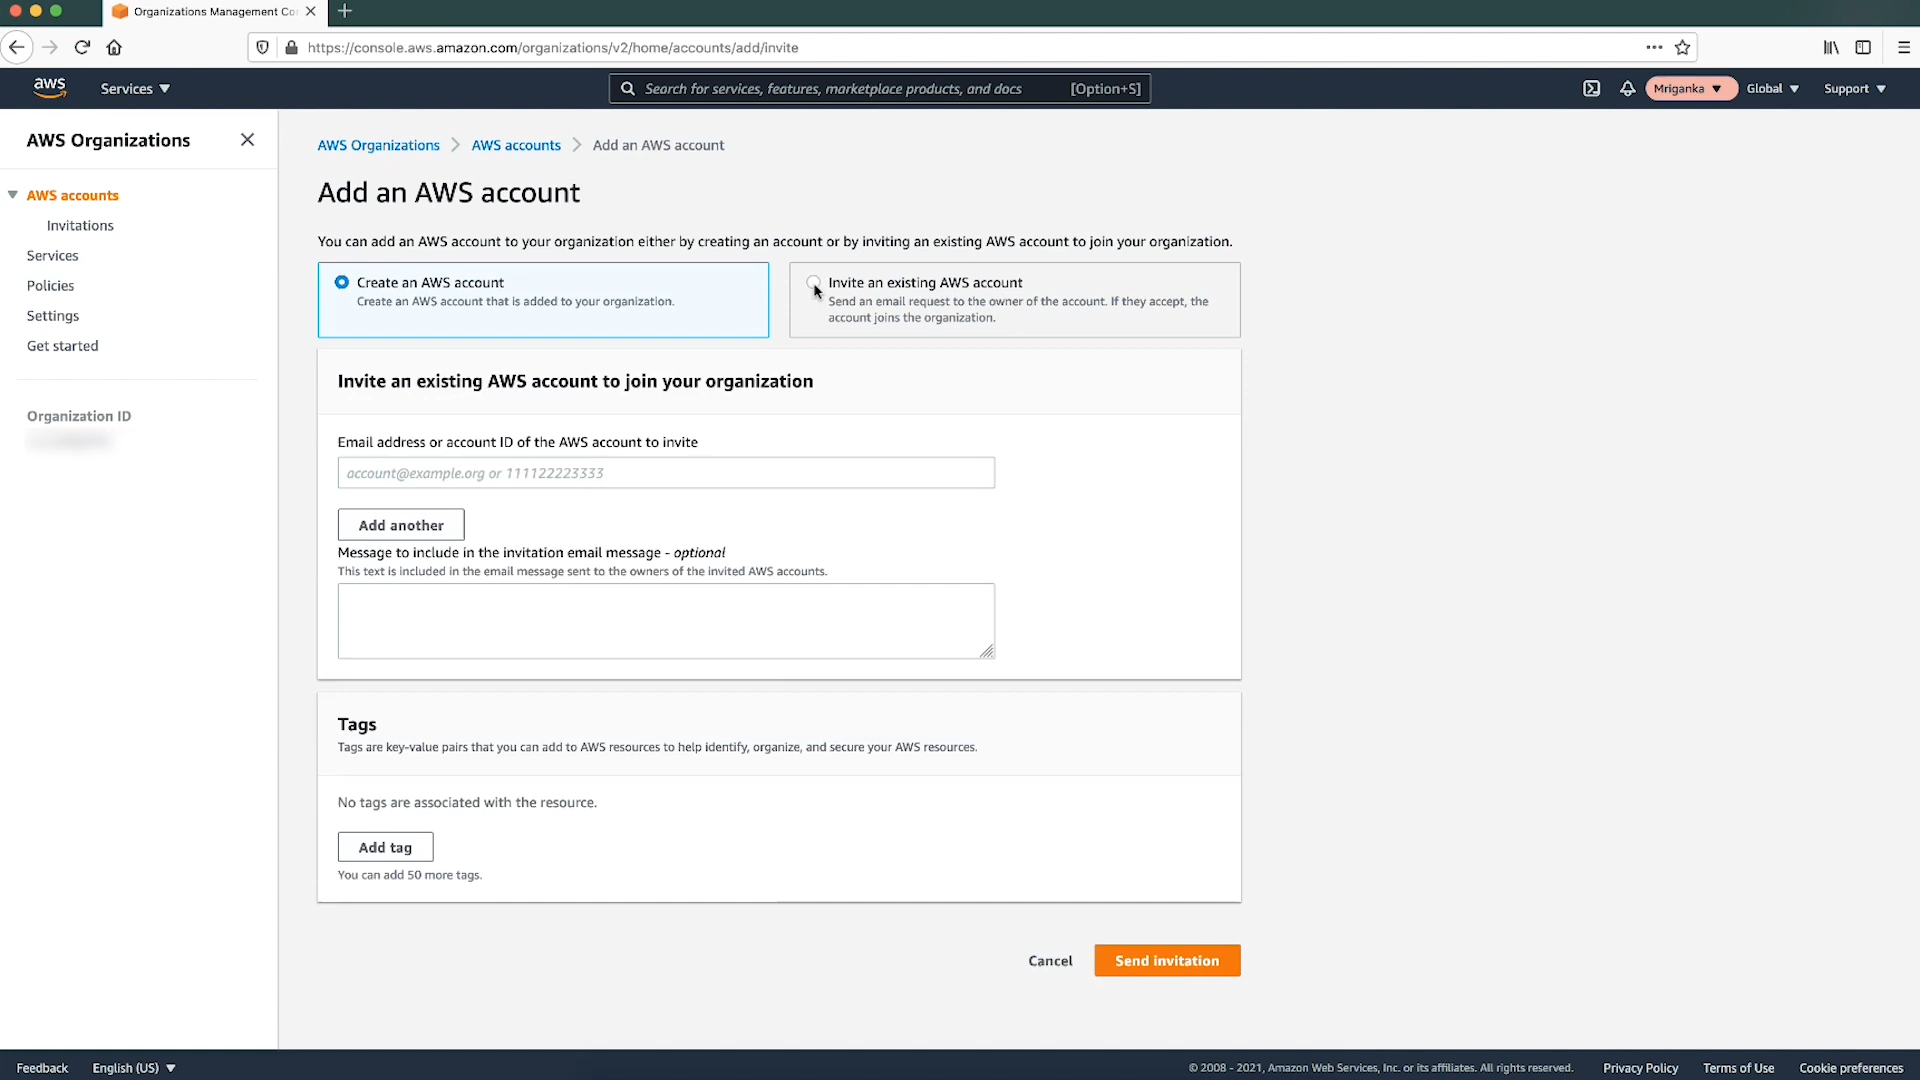 Organizations Management Co
https://console.aws.amazon.com/organizations/v2/home/accounts/add/invite
aws
Services
Search for services, features, marketplace products, and docs
[Option+S]
Mriganka
Global
Support
AWS Organizations
AWS accounts
Invitations
Services
Policies
Settings
Get started
Organization ID
AWS Organizations
AWS accounts
Add an AWS account
Add an AWS account
You can add an AWS account to your organization either by creating an account or by inviting an existing AWS account to join your organization.
Create an AWS account
Create an AWS account that is added to your organization.
Invite an existing AWS account
Send an email request to the owner of the account. If they accept, the
account joins the organization.
Invite an existing AWS account to join your organization
Email address or account ID of the AWS account to invite
account@example.org or 111122223333
Add another
Message to include in the invitation email message - optional
This text is included in the email message sent to the owners of the invited AWS accounts.
Tags
Tags are key-value pairs that you can add to AWS resources to help identify, organize, and secure your AWS resources.
No tags are associated with the resource.
Add tag
You can add 50 more tags.
Cancel
Send invitation
Feedback
English (US)
© 2008 - 2021, Amazon Web Services, Inc. or its affiliates. All rights reserved.
Privacy Policy
Terms of Use
Cookie preferences